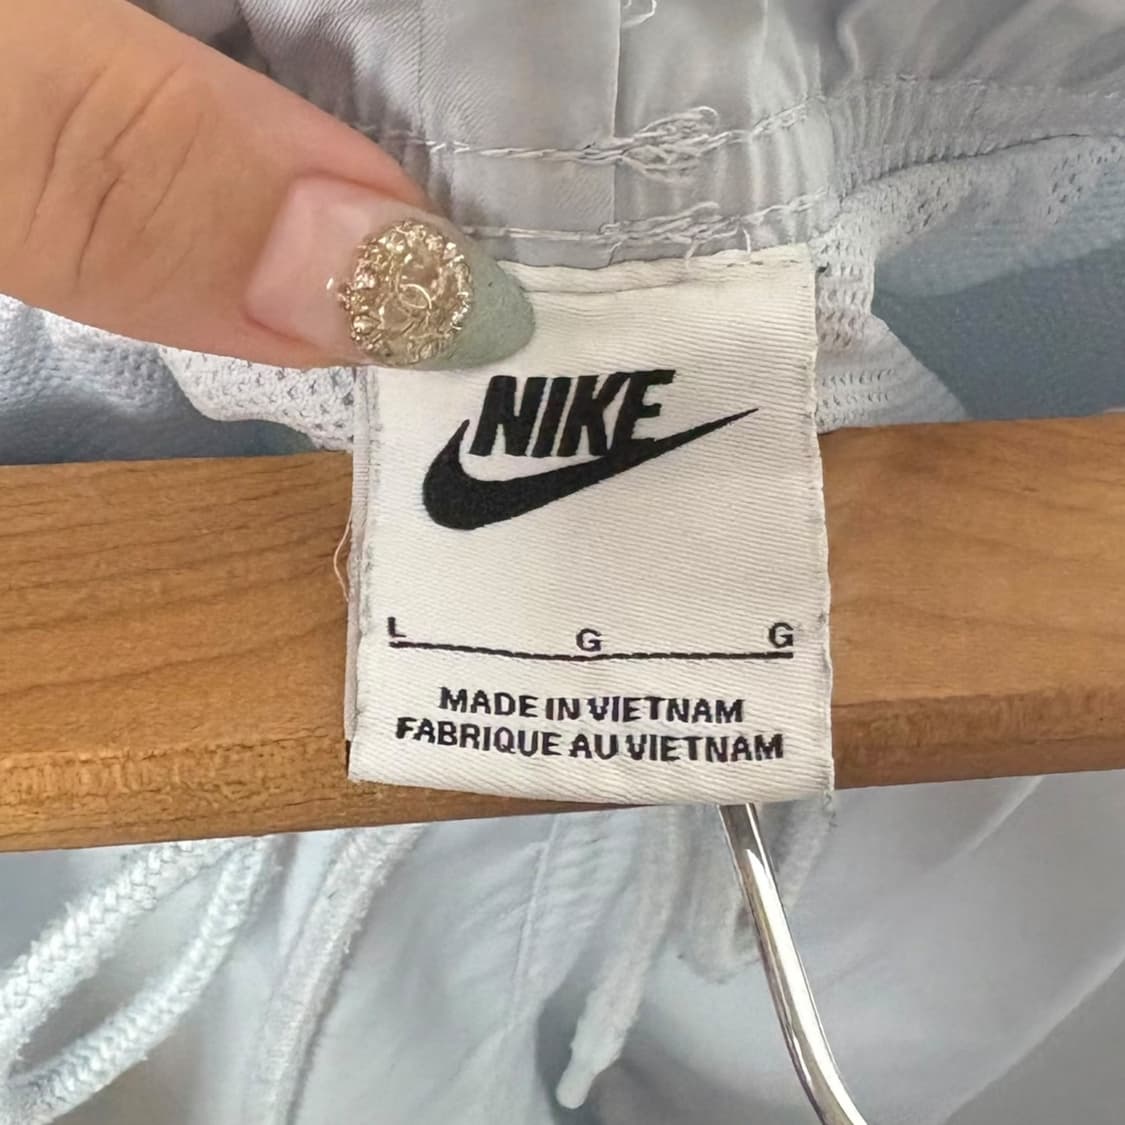 NIKE
L G G
MADE IN VIETNAM
FABRIQUE AU VIETNAM